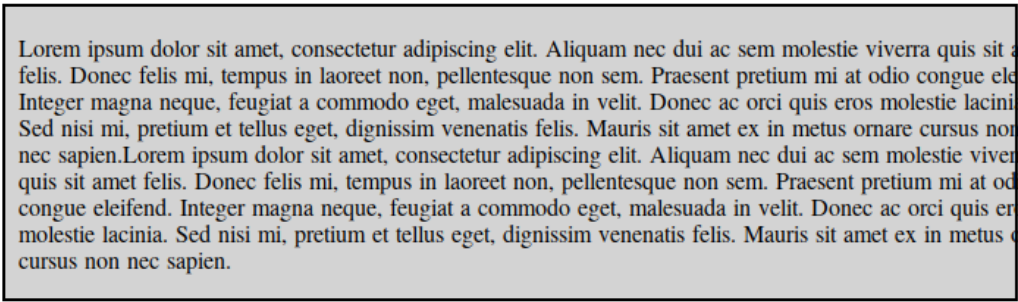 Lorem ipsum dolor sit amet, consectetur adipiscing elit. Aliquam nec dui ac sem molestie viverra quis sit
felis. Donec felis mi, tempus in laoreet non, pellentesque non sem. Praesent pretium mi at odio congue
Integer magna neque, feugiat a commodo eget, malesuada in velit. Donec ac orci quis eros molestie
Sed nisi mi, pretium et tellus eget, dignissim venenatis felis. Mauris sit amet ex in metus ornare cursus non
nec sapien.Lorem ipsum dolor sit amet, consectetur adipiscing elit. Aliquam nec dui ac sem molestie
quis sit amet felis. Donec felis mi, tempus in laoreet non, pellentesque non sem. Praesent pretium mi at
congue eleifend. Integer magna neque, feugiat a commodo eget, malesuada in velit. Donec ac orci quis
molestie lacinia. Sed nisi mi, pretium et tellus eget, dignissim venenatis felis. Mauris sit amet ex in metus
cursus non nec sapien.